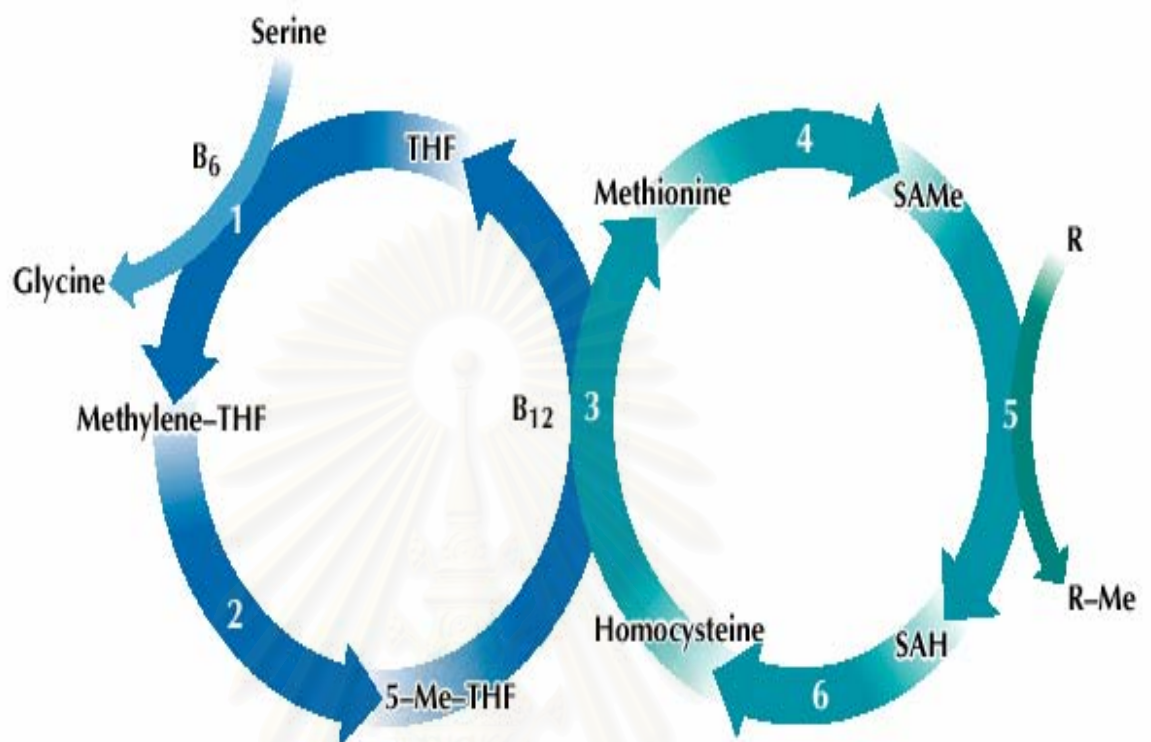 Serine
B6
THF
1
Glycine
Methylene–THF
2
5–Me–THF
B12
3
Methionine
4
SAMe
R
5
R–Me
SAH
6
Homocysteine